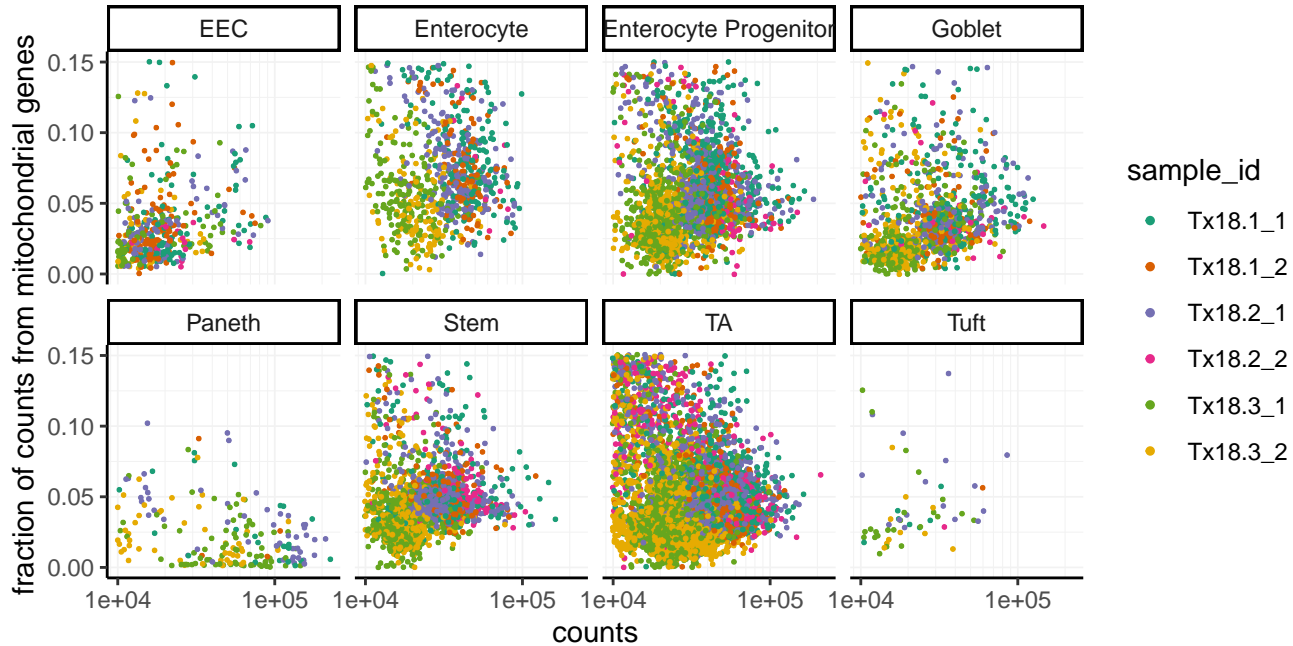 EEC
Enterocyte
Enterocyte Progenitor
Goblet
0.15
0.10
0.05
0.00
Paneth
Stem
TA
Tuft
0.15
0.10
0.05
0.00
1e+04
1e+05
1e+04
1e+05
1e+04
1e+05
1e+04
1e+05
counts
fraction of counts from mitochondrial genes
sample_id
Tx18.1_1
Tx18.1_2
Tx18.2_1
Tx18.2_2
Tx18.3_1
Tx18.3_2